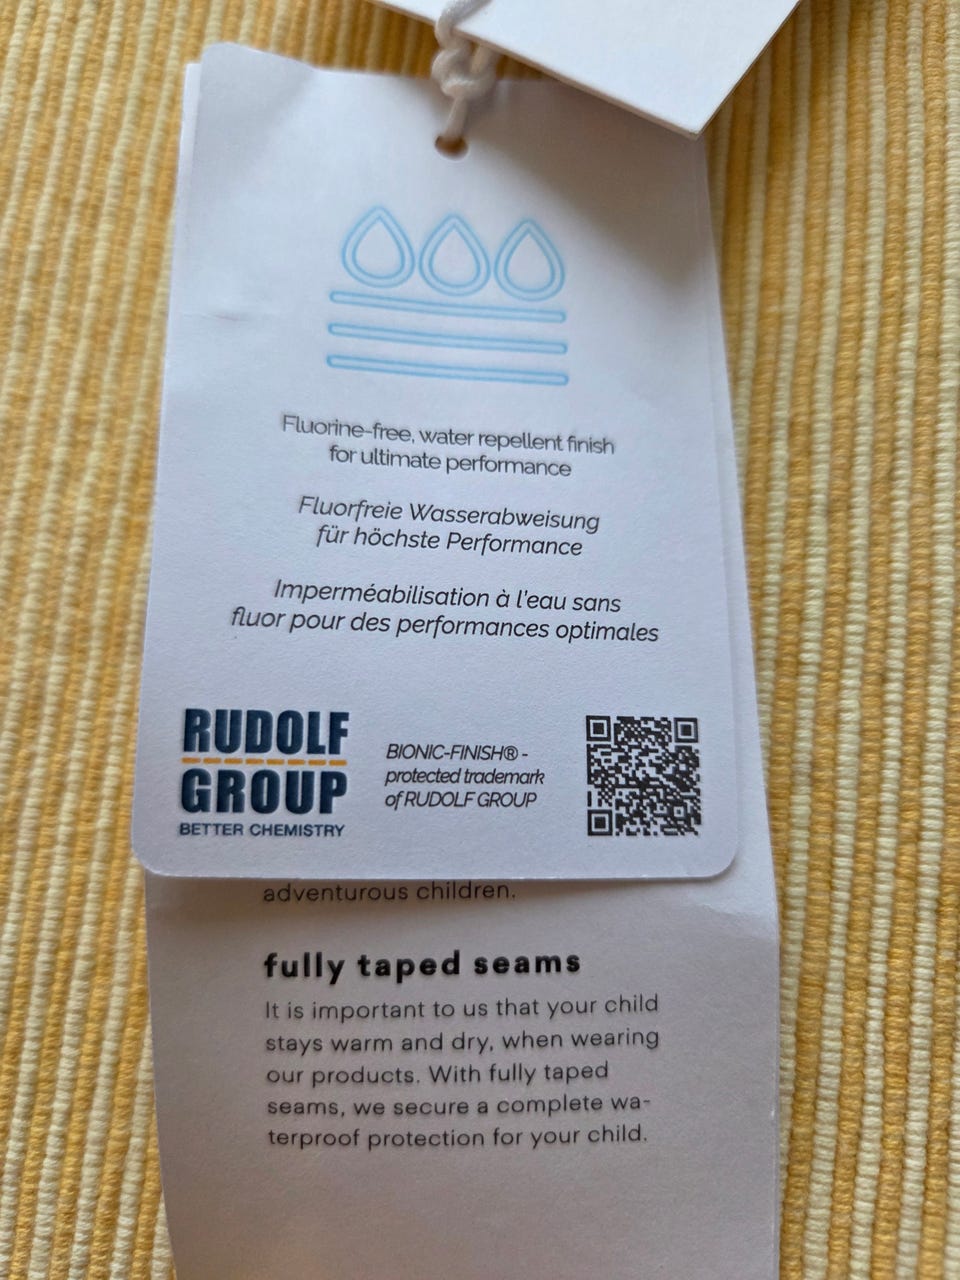 Fluorine-free, water repellent finish
for ultimate performance
Fluorfreie Wasserabweisung
für höchste Performance
Imperméabilisation à l'eau sans
fluor pour des performances optimales
RUDOLF
GROUP
BETTER CHEMISTRY
BIONIC-FINISH® -
protected trademark
of RUDOLF GROUP
adventurous children.
fully taped seams
It is important to us that your child
stays warm and dry, when wearing
our products. With fully taped
seams, we secure a complete wa-
terproof protection for your child.